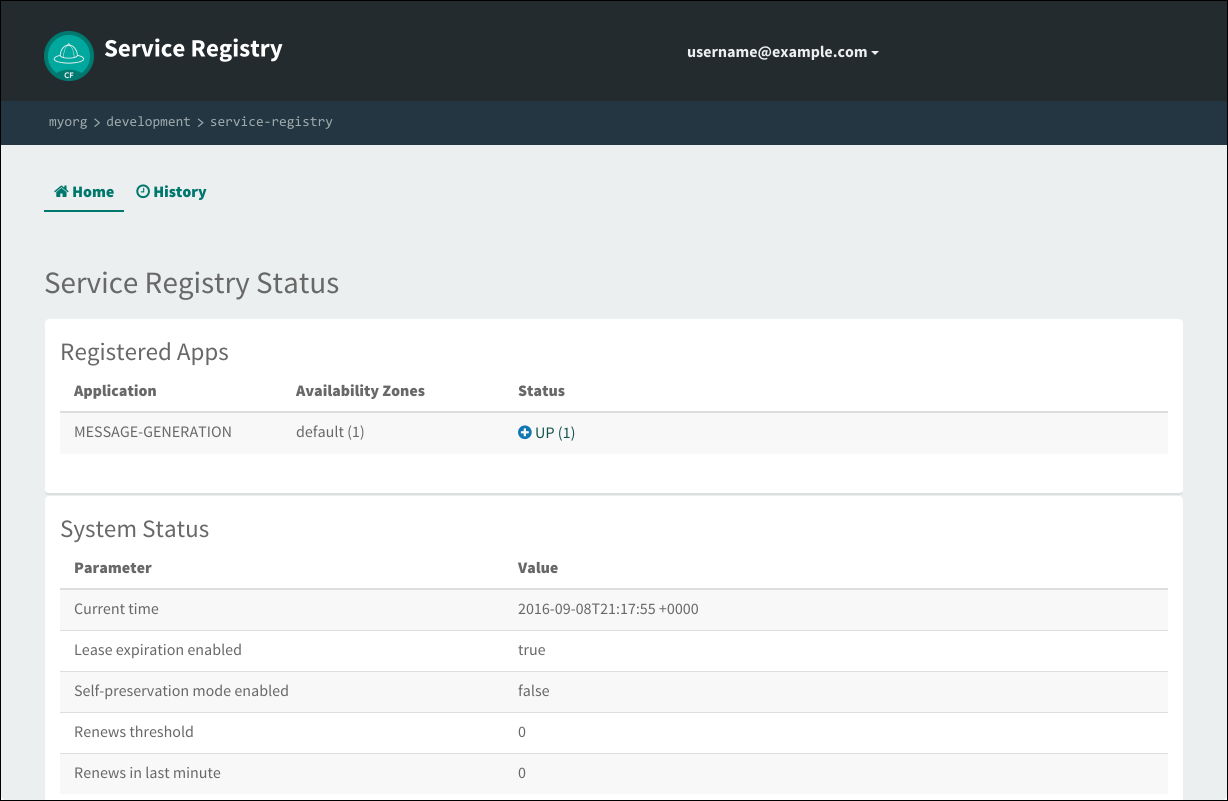 CF
Service Registry
username@example.com
myorg > development > service-registry
Home History
Service Registry Status
Registered Apps
Application Availability Zones Status
MESSAGE-GENERATION default (1) UP (1)
System Status
Parameter Value
Current time 2016-09-08T21:17:55 +0000
Lease expiration enabled true
Self-preservation mode enabled false
Renews threshold 0
Renews in last minute 0